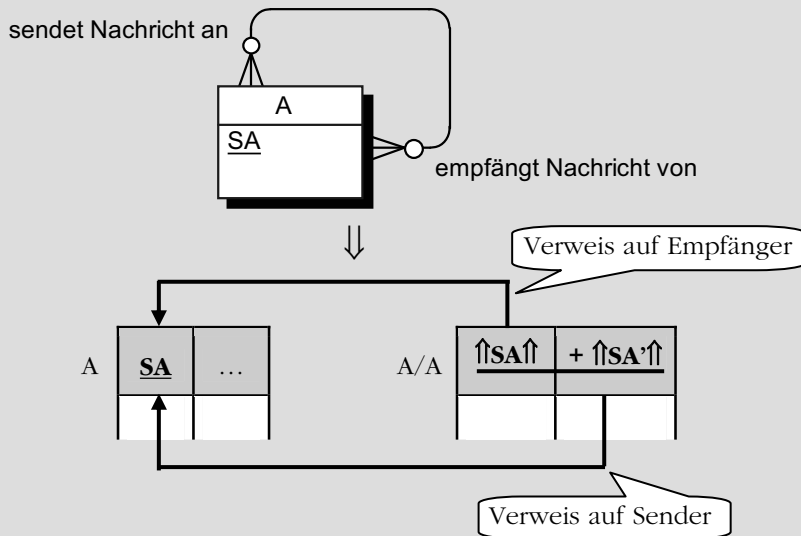 sendet Nachricht an
A
SA
empfängt Nachricht von
⇓
Verweis auf Empfänger
A
SA
…
A/A
⇑SA⇑
+ ⇑SA’⇑
Verweis auf Sender